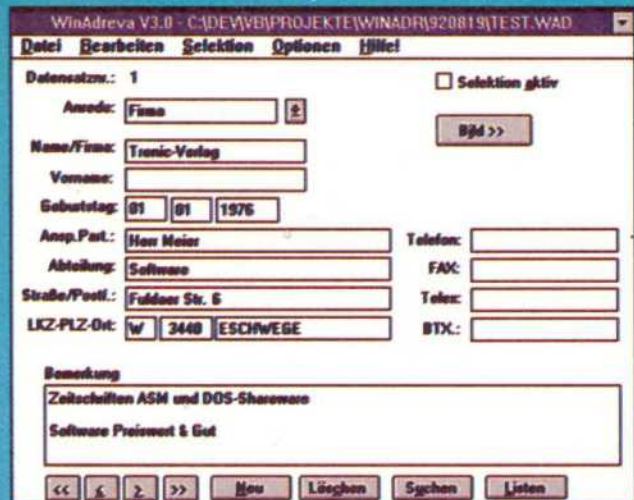 WinAdreva V3.0 - C:\DEV\VB\PROJEKTE\WINADR\920819\TEST.WAD
Datei Bearbeiten Selektion Optionen Hilfe!
Datensatznr.: 1
Selektion aktiv
Anrede: Firma
Bild >>
Name/Firma: Tronic-Verlag
Vorname:
Geburtstag: 01 01 1976
Ansp.Part.: Herr Meier Telefon:
Abteilung: Software FAX:
Straße/Postf.: Fuldaer Str. 6 Telex:
LKZ-PLZ-Ort: W 3440 ESCHWEGE BTX.:
Bemerkung
Zeitschriften ASM und DOS-Shareware
Software Preiswert & Gut
<< < > >> Neu Löschen Suchen Listen